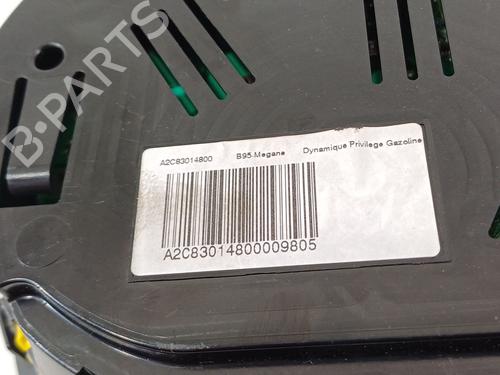 B-PARTS
A2C83014800 B95-Megane Dynamique Privilege Gazoline
A2C83014800009805